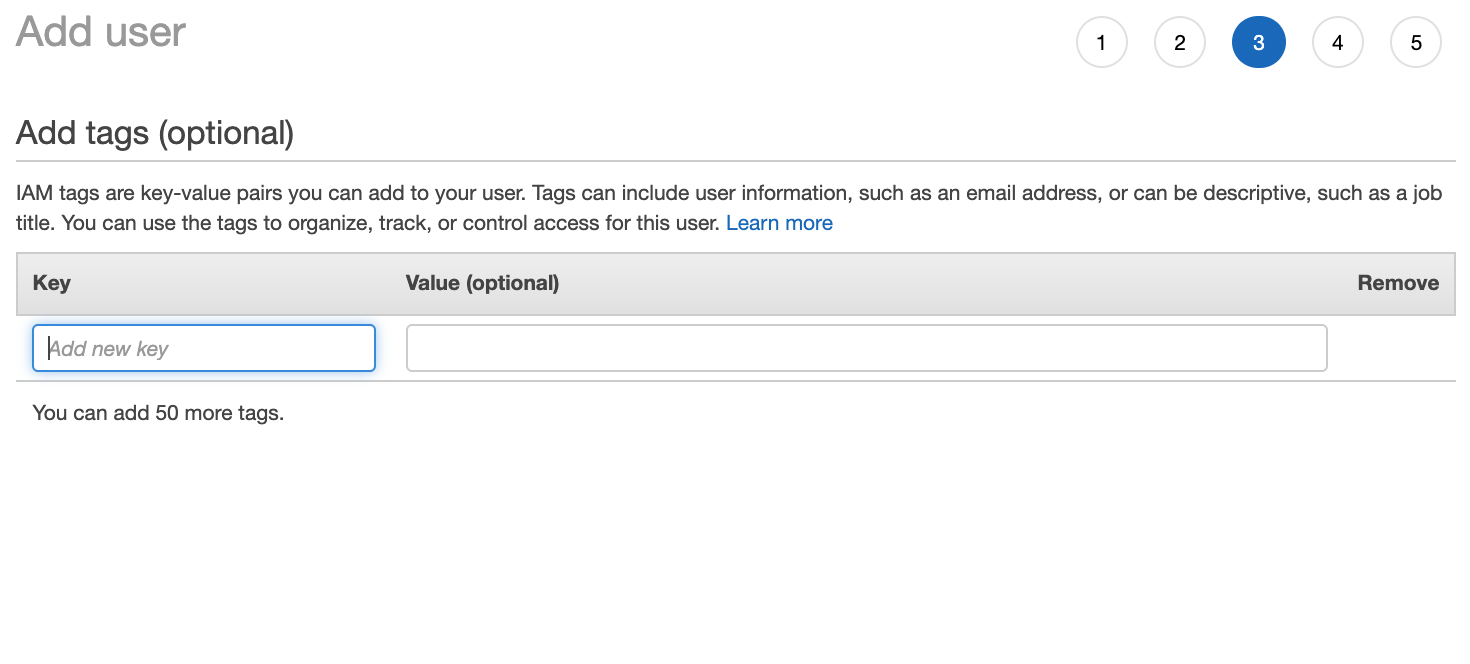 Add user
1 2 3 4 5
Add tags (optional)
IAM tags are key-value pairs you can add to your user. Tags can include user information, such as an email address, or can be descriptive, such as a job
title. You can use the tags to organize, track, or control access for this user. Learn more
Key Value (optional) Remove
Add new key
You can add 50 more tags.